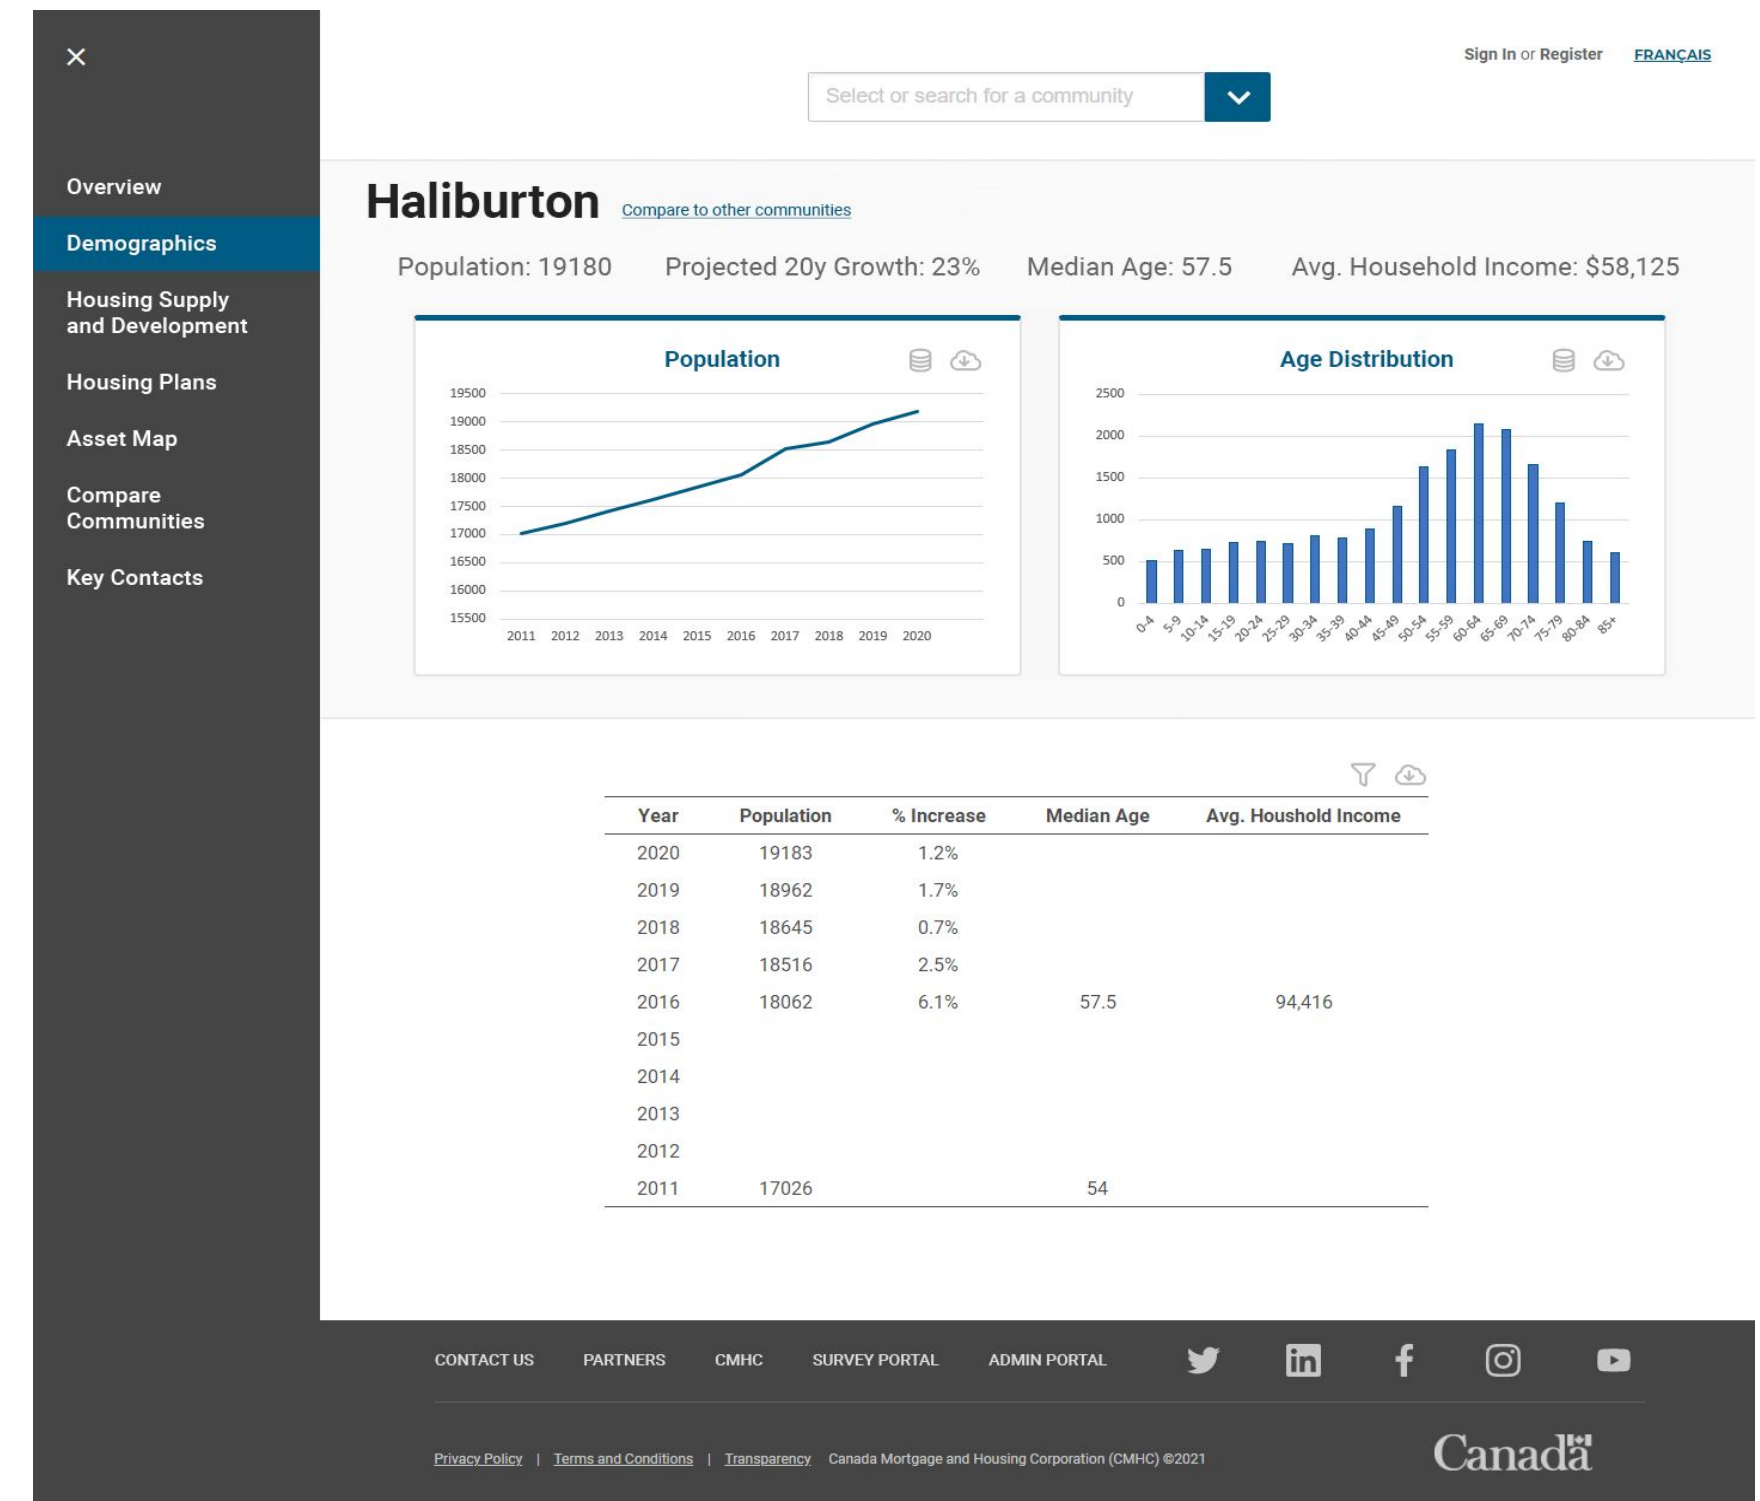 Sign In or Register FRANÇAIS
Select or search for a community
Overview
Demographics
Housing Supply
and Development
Housing Plans
Asset Map
Compare
Communities
Key Contacts
Haliburton Compare to other communities
Population: 19180 Projected 20y Growth: 23% Median Age: 57.5 Avg. Household Income: $58,125
Population
19500
19000
18500
18000
17500
17000
16500
16000
15500
2011 2012 2013 2014 2015 2016 2017 2018 2019 2020
Age Distribution
2500
2000
1500
1000
500
0
0-4 5-9 10-14 15-19 20-24 25-29 30-34 35-39 40-44 45-49 50-54 55-59 60-64 65-69 70-74 75-79 80-84 85+
Year Population % Increase Median Age Avg. Houshold Income
2020 19183 1.2%
2019 18962 1.7%
2018 18645 0.7%
2017 18516 2.5%
2016 18062 6.1% 57.5 94,416
2015
2014
2013
2012
2011 17026 54
CONTACT US PARTNERS CMHC SURVEY PORTAL ADMIN PORTAL
Privacy Policy | Terms and Conditions | Transparency Canada Mortgage and Housing Corporation (CMHC) ©2021
Canada